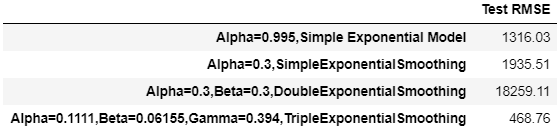 Test RMSE
Alpha=0.995,Simple Exponential Model 1316.03
Alpha=0.3,SimpleExponentialSmoothing 1935.51
Alpha=0.3,Beta=0.3,DoubleExponentialSmoothing 18259.11
Alpha=0.1111,Beta=0.06155,Gamma=0.394,TripleExponentialSmoothing 468.76